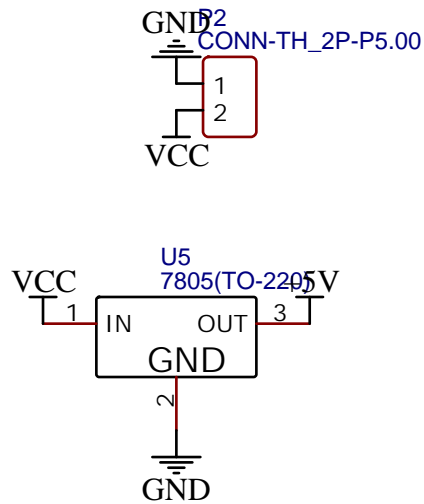 GND
P2
CONN-TH_2P-P5.00
1
2
VCC
U5
7805(TO-220)
VCC
+5V
1
IN
OUT
3
GND
2
GND